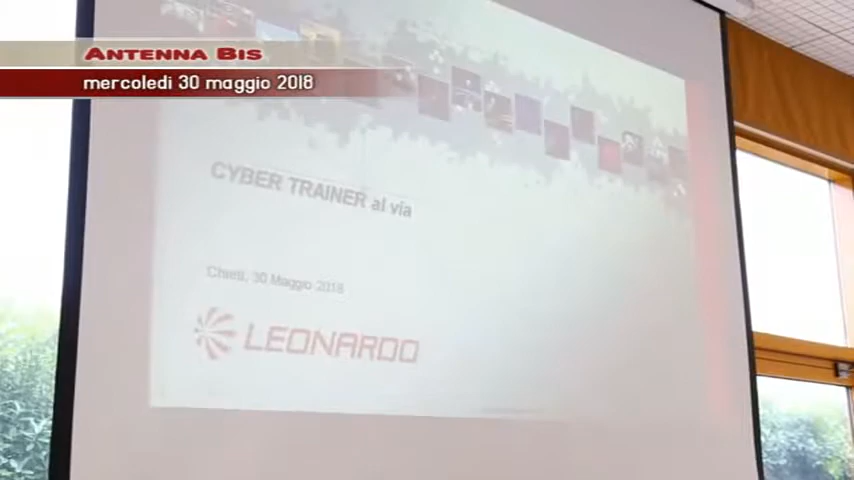 ANTENNA BIS
mercoledì 30 maggio 2018
CYBER TRAINER al via
Chieti, 30 Maggio 2018
LEONARDO